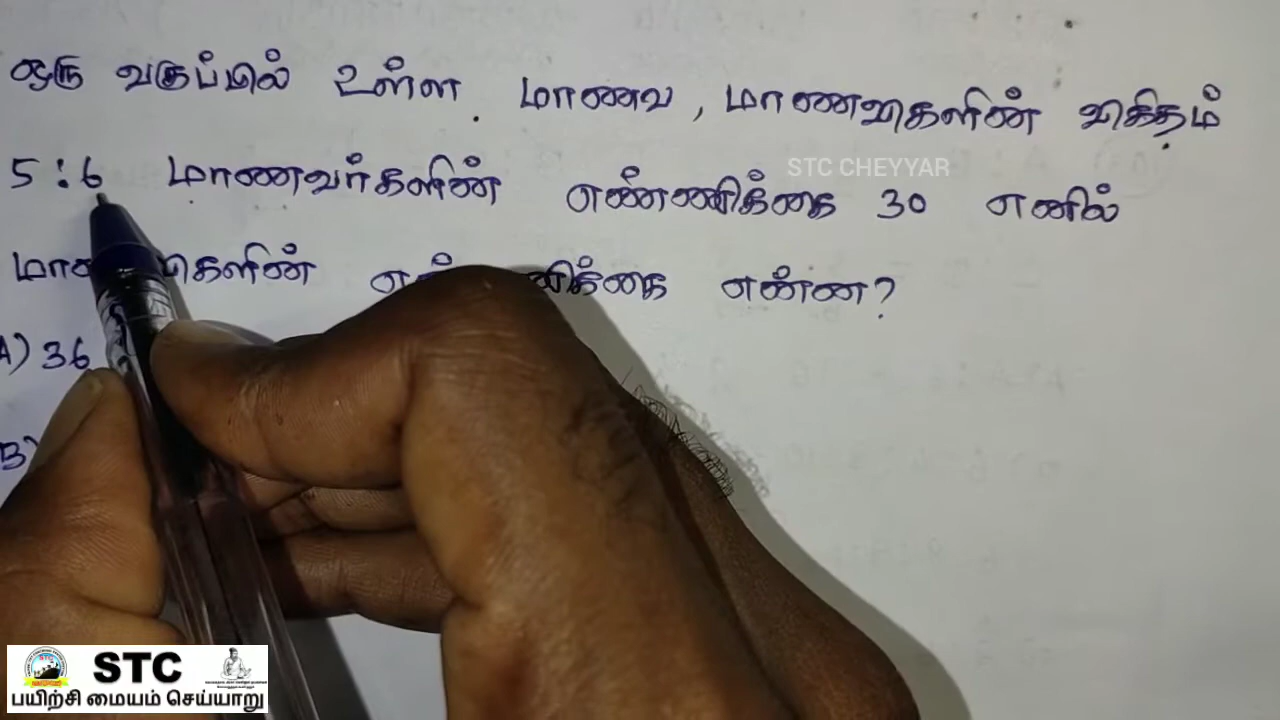 ஒரு வகுப்பில் உள்ள மாணவ , மாணவிகளின் விகிதம்
5 : 6 மாணவர்களின் எண்ணிக்கை 30 எனில்
STC CHEYYAR
என்ன?
A) 36
B)
STC
பயிற்சி மையம் செய்யாறு